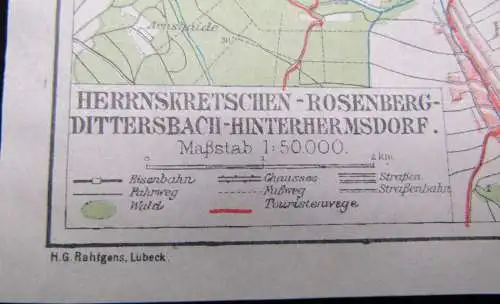 Arnsgaide
HERRNSKRETSCHEN-ROSENBERG-
DITTERSBACH-HINTERHERMSDORF.
Maßstab 1:50.000.
0 1 2 km
Eisenbahn Chaussee Straßen
Fahrweg Fußweg Straßenbahn
Wald Touristenwege
H.G. Rahtgens, Lübeck.